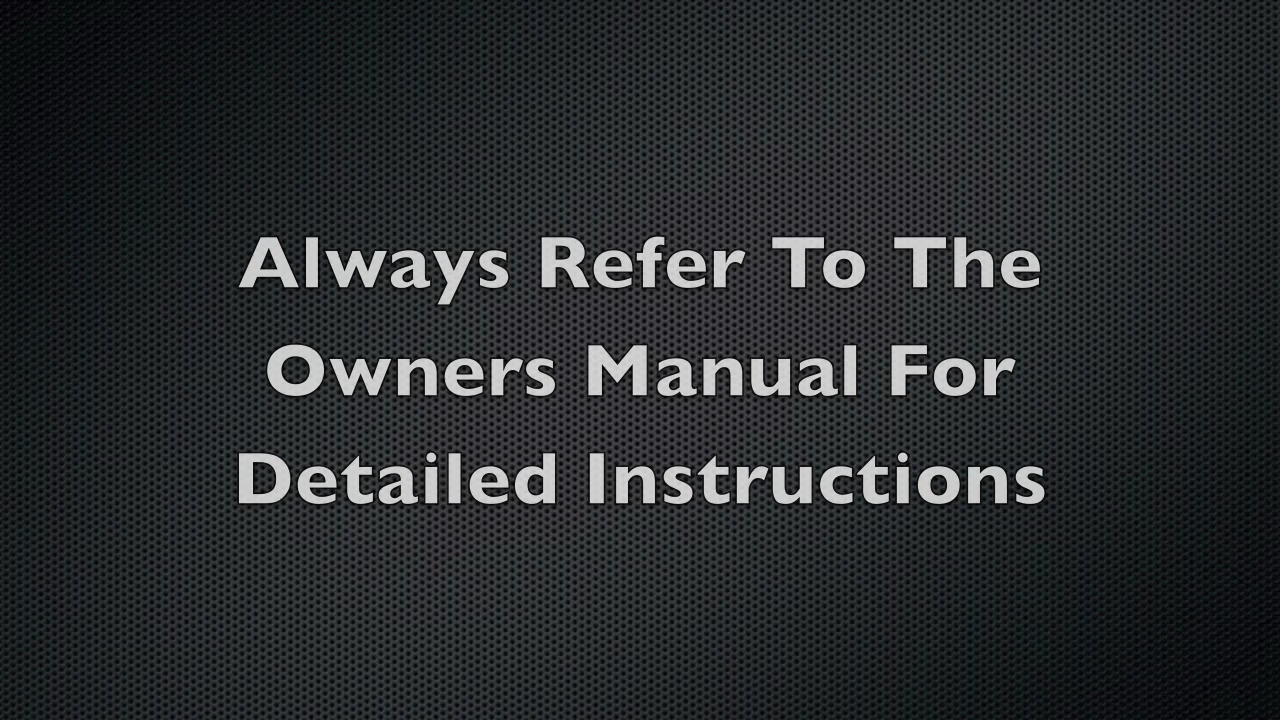 Always Refer To The
Owners Manual For
Detailed Instructions